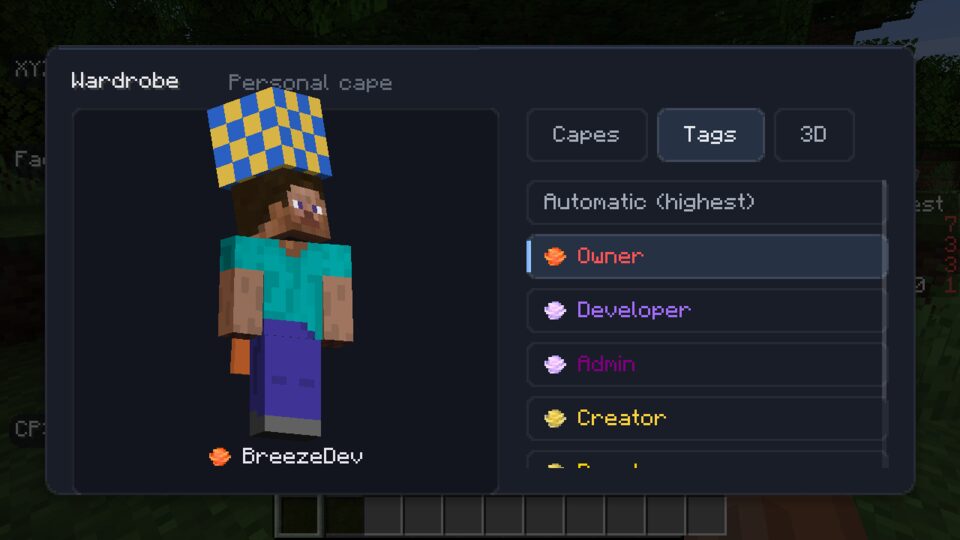 Wardrobe
Personal cape
Capes
Tags
3D
Automatic (highest)
Owner
Developer
Admin
Creator
BreezeDev